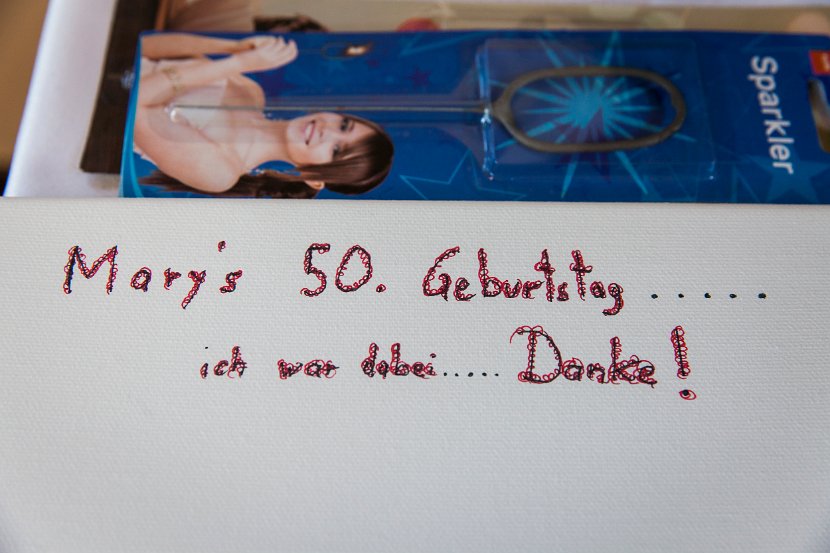 Sparkler
Mary's 50. Geburtstag .....
ich war dabei..... Danke!